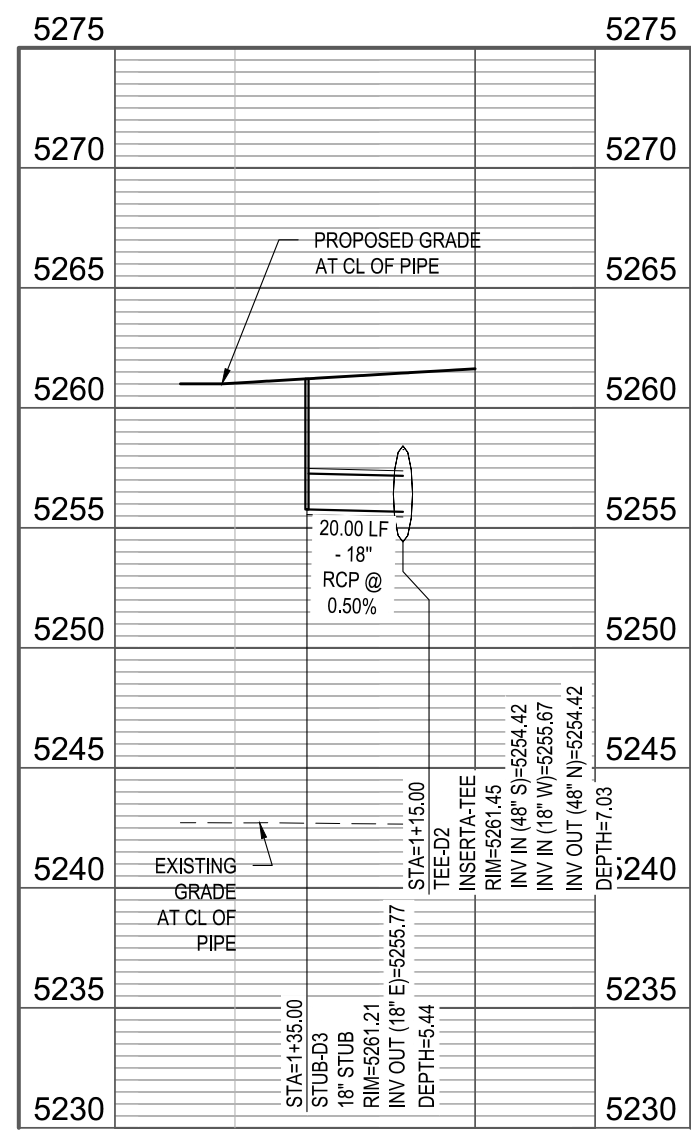 5275
5275
5270
5270
PROPOSED GRADE
AT CL OF PIPE
5265
5265
5260
5260
5255
5255
20.00 LF
- 18"
RCP @
0.50%
5250
5250
5245
5245
STA=1+15.00
TEE-D2
INSERTA-TEE
RIM=5261.45
INV IN (48" S)=5254.42
INV IN (18" W)=5255.67
INV OUT (48" N)=5254.42
DEPTH=7.03
EXISTING
GRADE
AT CL OF
PIPE
5240
5240
STA=1+35.00
STUB-D3
18" STUB
RIM=5261.21
INV OUT (18" E)=5255.77
DEPTH=5.44
5235
5235
5230
5230